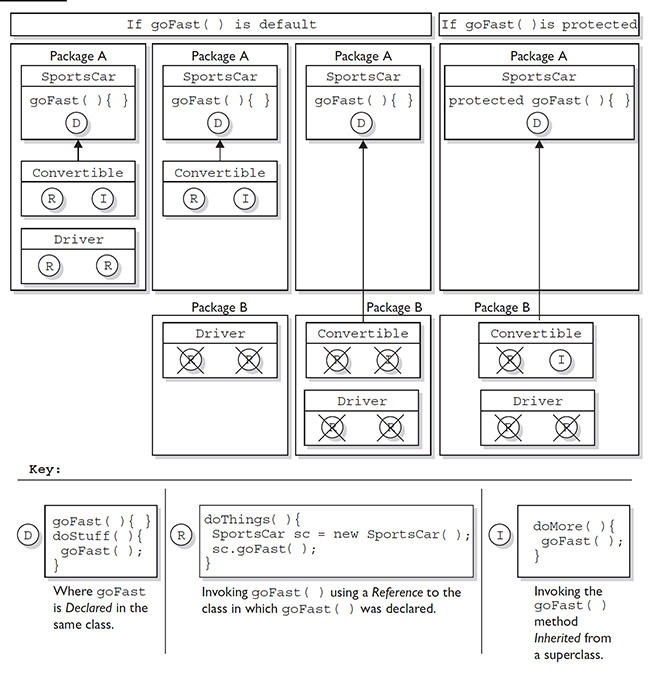 If goFast( ) is default
If goFast( )is protected
Package A
Package A
Package A
Package A
SportsCar
SportsCar
SportsCar
SportsCar
goFast( ){ }
goFast( ){ }
goFast( ){ }
protected goFast( ){ }
D
D
D
D
Convertible
Convertible
R I
R I
Driver
R R
Package B
Package B
Package B
Driver
Convertible
Convertible
R R
R I
R I
Driver
Driver
R R
R R
Key:
D
goFast( ){ }
doStuff( ){
goFast( );
}
Where goFast
is Declared in the
same class.
R
doThings( ){
SportsCar sc = new SportsCar( );
sc.goFast( );
}
Invoking goFast( ) using a Reference to the
class in which goFast( ) was declared.
I
doMore( ){
goFast( );
}
Invoking the
goFast( )
method
Inherited from
a superclass.